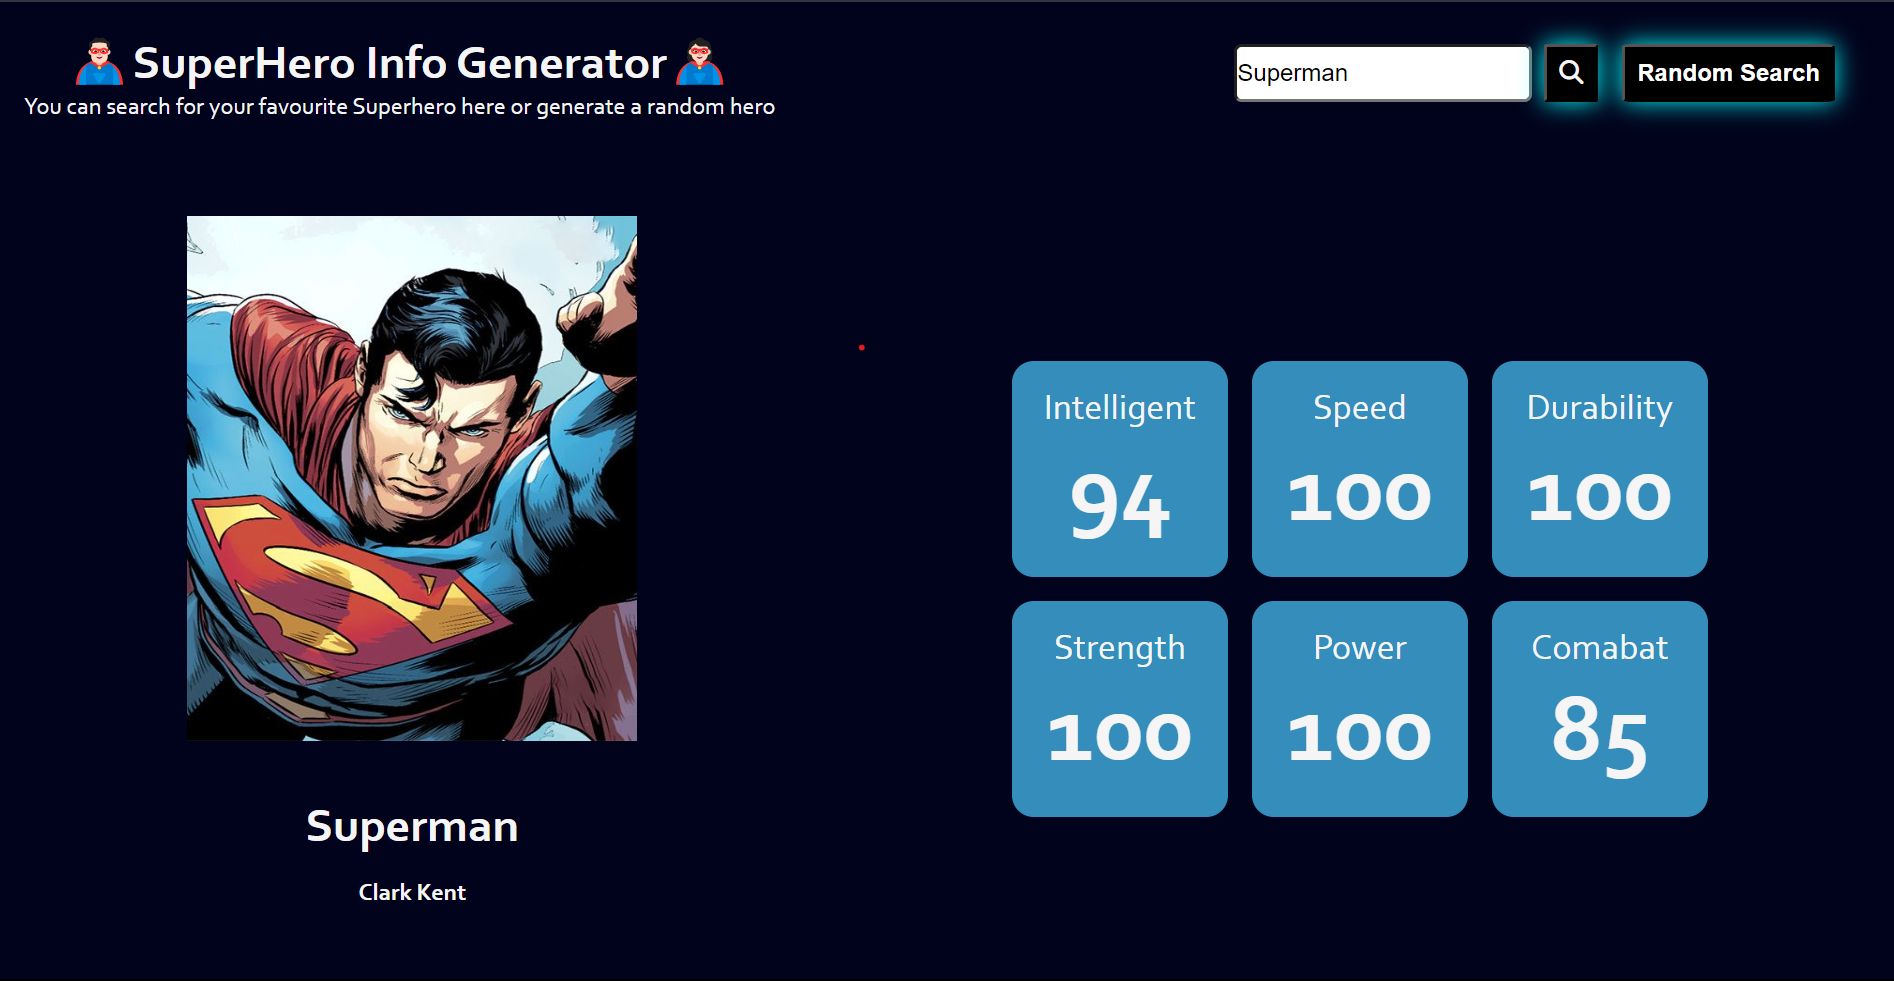 SuperHero Info Generator
You can search for your favourite Superhero here or generate a random hero
Superman
Random Search
Intelligent
94
Speed
100
Durability
100
Strength
100
Power
100
Comabat
85
Superman
Clark Kent